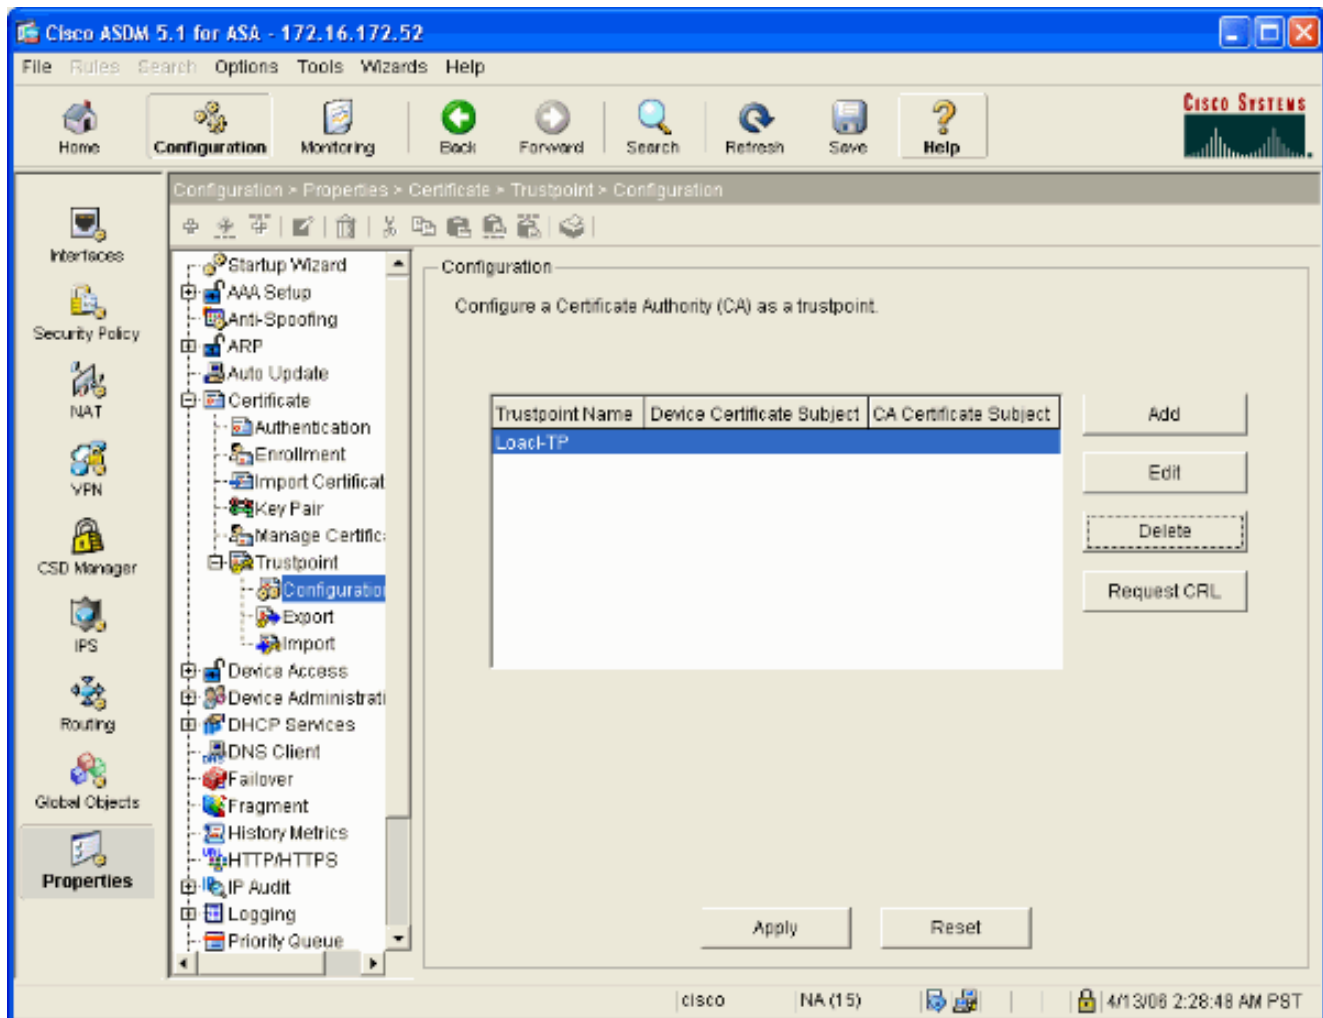 Cisco ASDM 5.1 for ASA - 172.16.172.52
File Rules Search Options Tools Wizards Help
Home Configuration Monitoring Back Forward Search Refresh Save Help
CISCO SYSTEMS
Configuration > Properties > Certificate > Trustpoint > Configuration
Interfaces
Security Policy
NAT
VPN
CSD Manager
IPS
Routing
Global Objects
Properties
Startup Wizard
AAA Setup
Anti-Spoofing
ARP
Auto Update
Certificate
Authentication
Enrollment
Import Certificat
Key Pair
Manage Certific
Trustpoint
Configuration
Export
Import
Device Access
Device Administrati
DHCP Services
DNS Client
Failover
Fragment
History Metrics
HTTP/HTTPS
IP Audit
Logging
Priority Queue
Configuration
Configure a Certificate Authority (CA) as a trustpoint.
Trustpoint Name Device Certificate Subject CA Certificate Subject
Loacl-TP
Add
Edit
Delete
Request CRL
Apply Reset
cisco NA (15) 4/13/06 2:28:48 AM PST